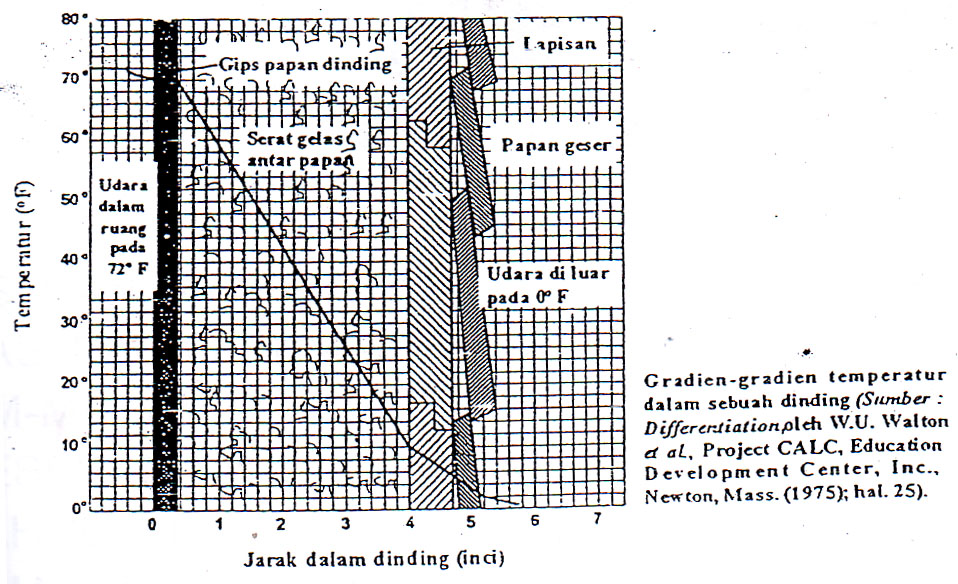 80°
70°
60°
50°
40°
30°
20°
10°
0°
Temperatur (°F)
Gips papan dinding
Lapisan
Serat gelas
antar papan
Papan geser
Udara
dalam
ruang
pada
72° F
Udara di luar
pada 0° F
0 1 2 3 4 5 6 7
Jarak dalam dinding (inci)
Gradien-gradien temperatur
dalam sebuah dinding (Sumber :
Differentiation,oleh W.U. Walton
et al., Project CALC, Education
Development Center, Inc.,
Newton, Mass. (1975); hal. 25).